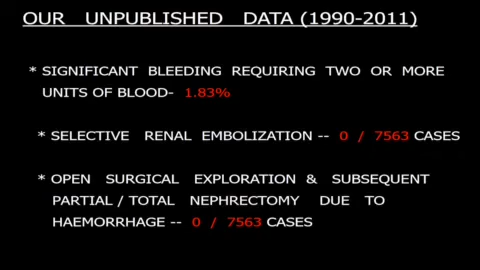 OUR UNPUBLISHED DATA (1990-2011)
* SIGNIFICANT BLEEDING REQUIRING TWO OR MORE
UNITS OF BLOOD- 1.83%
* SELECTIVE RENAL EMBOLIZATION -- 0 / 7563 CASES
* OPEN SURGICAL EXPLORATION & SUBSEQUENT
PARTIAL / TOTAL NEPHRECTOMY DUE TO
HAEMORRHAGE -- 0 / 7563 CASES